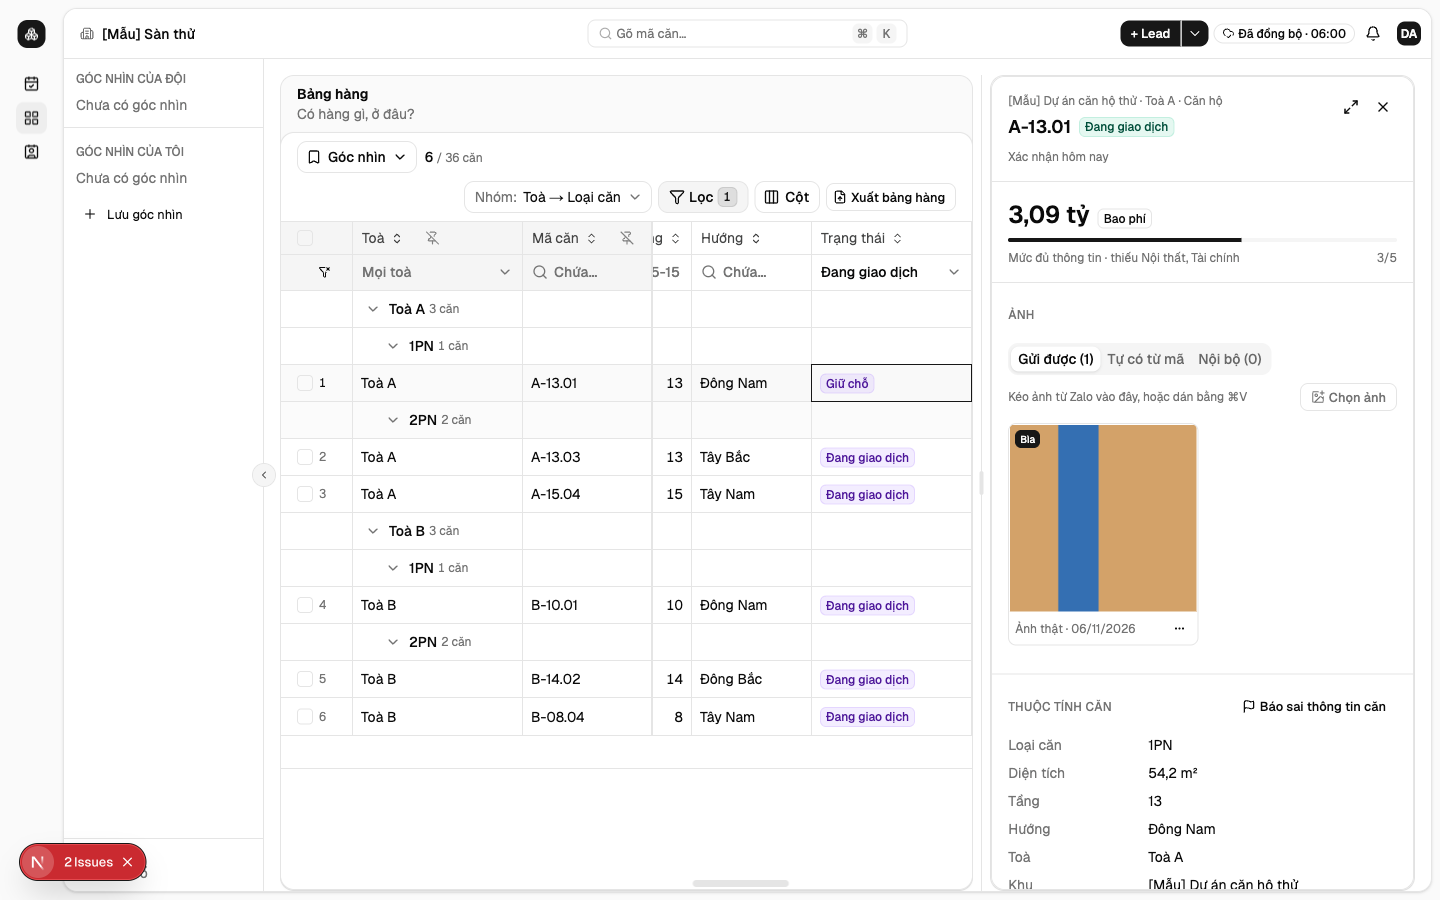 [Mẫu] Sàn thử
Gõ mã căn...
⌘ K
+ Lead
Đã đồng bộ · 06:00
DA
GÓC NHÌN CỦA ĐỘI
Chưa có góc nhìn
GÓC NHÌN CỦA TÔI
Chưa có góc nhìn
+ Lưu góc nhìn
2 Issues
Bảng hàng
Có hàng gì, ở đâu?
Góc nhìn
6 / 36 căn
Nhóm: Toà → Loại căn
Lọc 1
Cột
Xuất bảng hàng
Toà Mã căn Hướng Trạng thái
Mọi toà Chứa... 5-15 Chứa... Đang giao dịch
Toà A 3 căn
1PN 1 căn
1 Toà A A-13.01 13 Đông Nam Giữ chỗ
2PN 2 căn
2 Toà A A-13.03 13 Tây Bắc Đang giao dịch
3 Toà A A-15.04 15 Tây Nam Đang giao dịch
Toà B 3 căn
1PN 1 căn
4 Toà B B-10.01 10 Đông Nam Đang giao dịch
2PN 2 căn
5 Toà B B-14.02 14 Đông Bắc Đang giao dịch
6 Toà B B-08.04 8 Tây Nam Đang giao dịch
[Mẫu] Dự án căn hộ thử · Toà A · Căn hộ
A-13.01 Đang giao dịch
Xác nhận hôm nay
3,09 tỷ Bao phí
Mức đủ thông tin · thiếu Nội thất, Tài chính 3/5
ẢNH
Gửi được (1) Tự có từ mã Nội bộ (0)
Kéo ảnh từ Zalo vào đây, hoặc dán bằng ⌘V
Chọn ảnh
Bìa
Ảnh thật · 06/11/2026
THUỘC TÍNH CĂN
Báo sai thông tin căn
Loại căn 1PN
Diện tích 54,2 m²
Tầng 13
Hướng Đông Nam
Toà Toà A
Khu [Mẫu] Dự án căn hộ thử